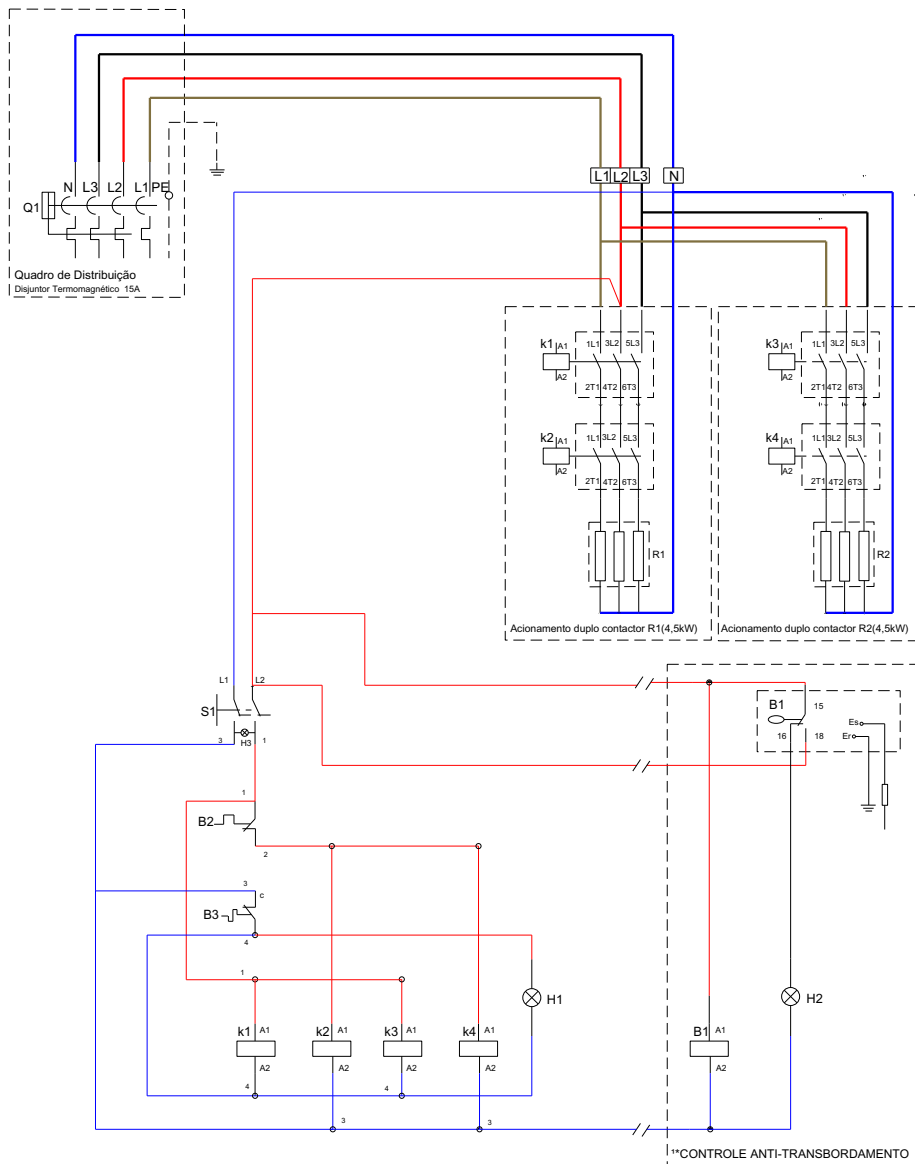 N L3 L2 L1 PE
Q1
Quadro de Distribuição
Disjuntor Termomagnético 15A
L1 L2 L3 N
k1 A1 1L1 3L2 5L3
A2 2T1 4T2 6T3
k2 A1 1L1 3L2 5L3
A2 2T1 4T2 6T3
R1
Acionamento duplo contactor R1(4,5kW)
k3 A1 1L1 3L2 5L3
A2 2T1 4T2 6T3
k4 A1 1L1 3L2 5L3
A2 2T1 4T2 6T3
R2
Acionamento duplo contactor R2(4,5kW)
L1 L2
S1
3 H3 1
B1 15
16 18
Es
Er
1
B2
2
3 c
B3
4
1
H1
H2
k1 A1
A2
k2 A1
A2
k3 A1
A2
k4 A1
A2
B1 A1
A2
4 4
3 3
1*CONTROLE ANTI-TRANSBORDAMENTO